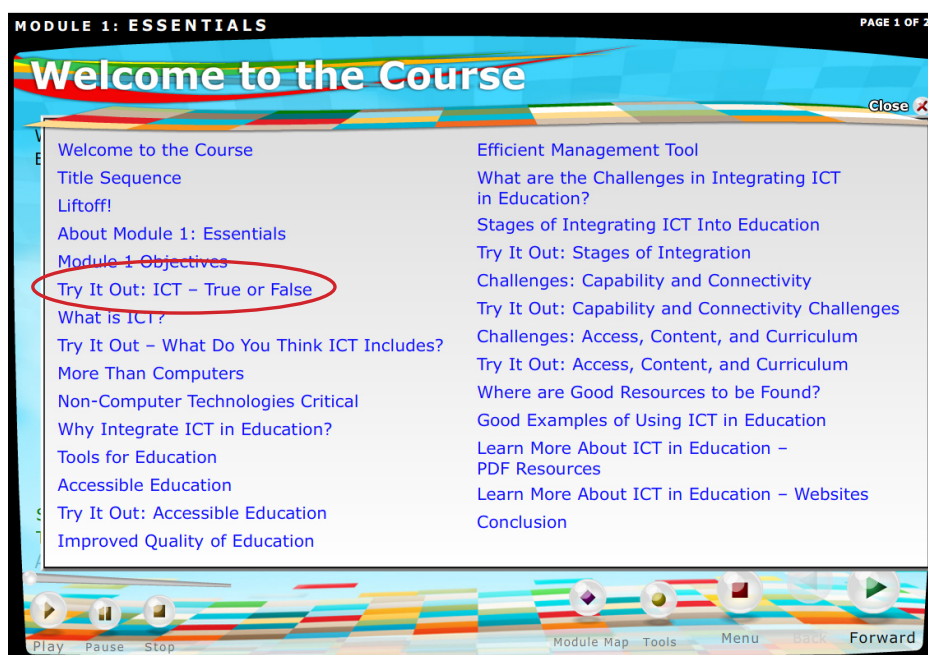 MODULE 1: ESSENTIALS
PAGE 1 OF 2
Welcome to the Course
Close
Welcome to the Course
Title Sequence
Liftoff!
About Module 1: Essentials
Module 1 Objectives
Try It Out: ICT – True or False
What is ICT?
Try It Out – What Do You Think ICT Includes?
More Than Computers
Non-Computer Technologies Critical
Why Integrate ICT in Education?
Tools for Education
Accessible Education
Try It Out: Accessible Education
Improved Quality of Education
Efficient Management Tool
What are the Challenges in Integrating ICT
in Education?
Stages of Integrating ICT Into Education
Try It Out: Stages of Integration
Challenges: Capability and Connectivity
Try It Out: Capability and Connectivity Challenges
Challenges: Access, Content, and Curriculum
Try It Out: Access, Content, and Curriculum
Where are Good Resources to be Found?
Good Examples of Using ICT in Education
Learn More About ICT in Education –
PDF Resources
Learn More About ICT in Education – Websites
Conclusion
Play Pause Stop
Module Map Tools Menu Back Forward